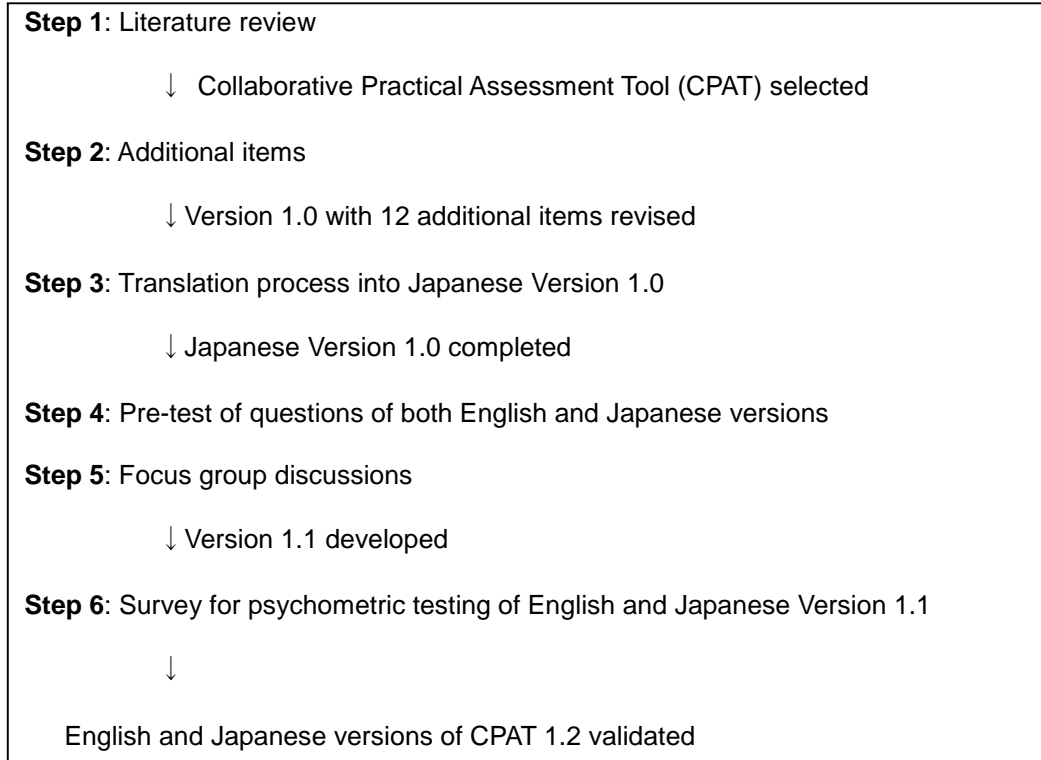 Step 1: Literature review
↓ Collaborative Practical Assessment Tool (CPAT) selected
Step 2: Additional items
↓ Version 1.0 with 12 additional items revised
Step 3: Translation process into Japanese Version 1.0
↓ Japanese Version 1.0 completed
Step 4: Pre-test of questions of both English and Japanese versions
Step 5: Focus group discussions
↓ Version 1.1 developed
Step 6: Survey for psychometric testing of English and Japanese Version 1.1
↓
English and Japanese versions of CPAT 1.2 validated